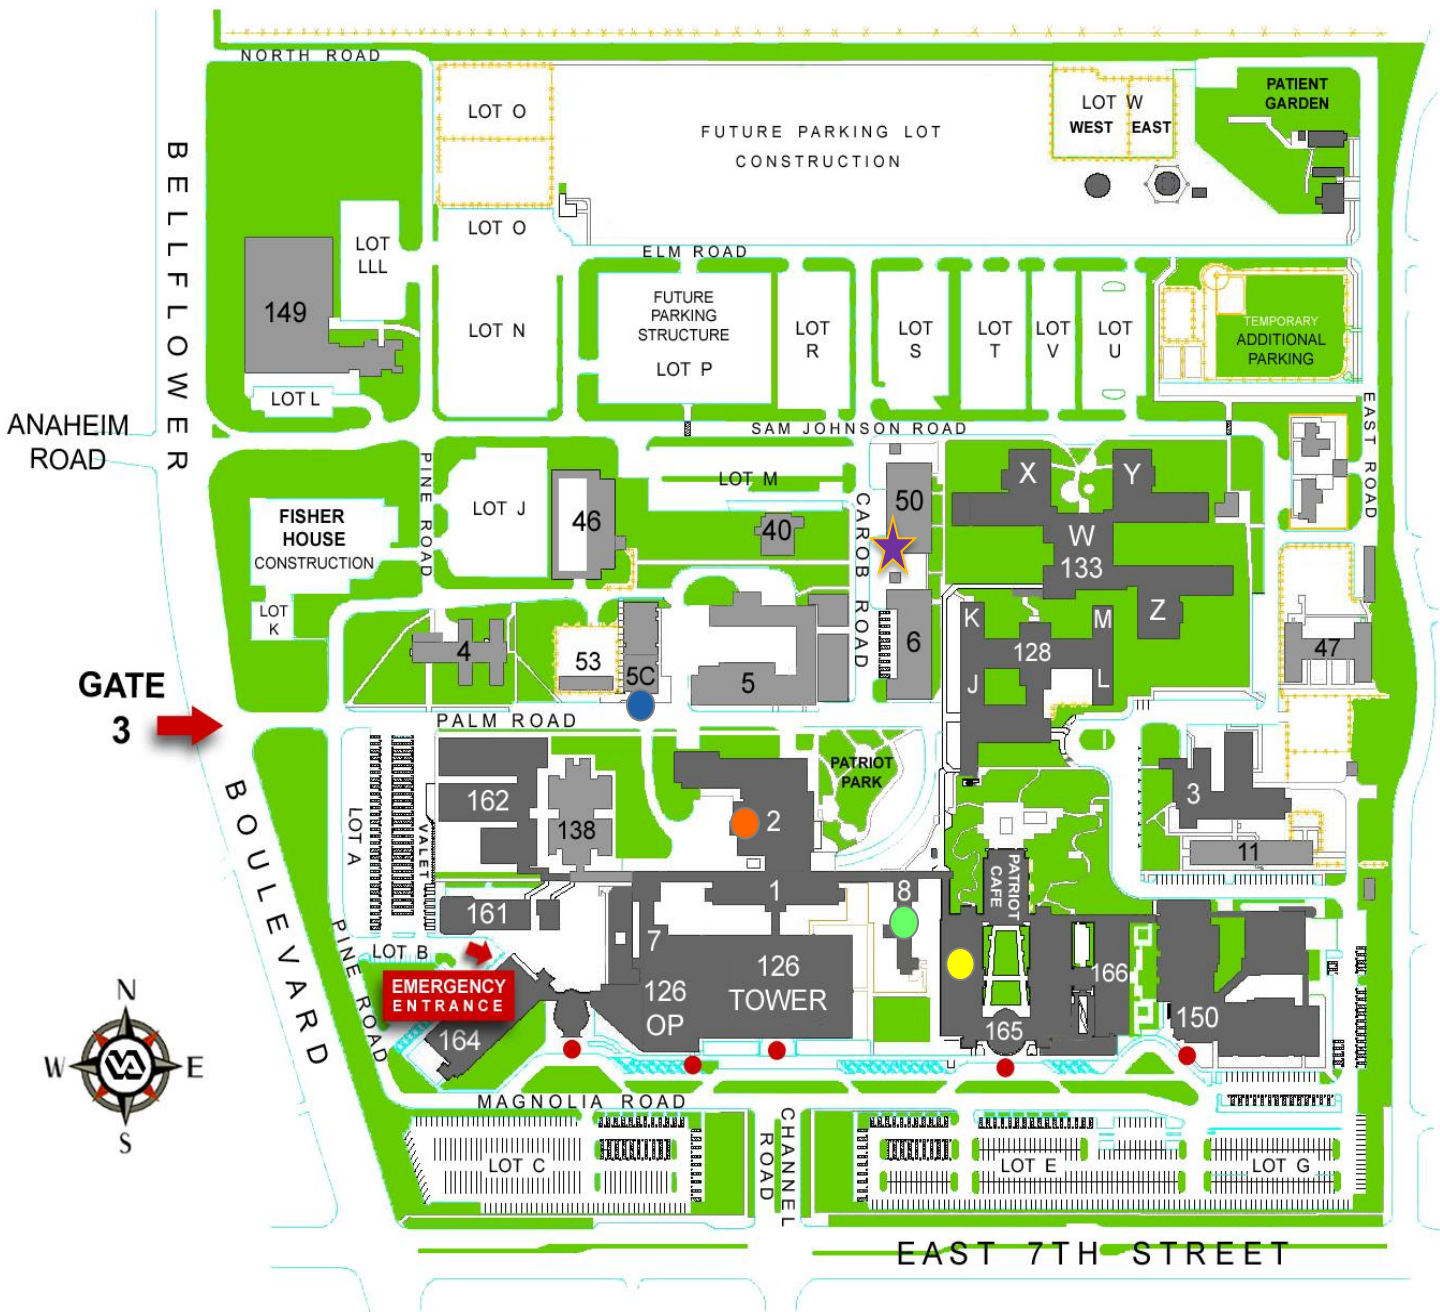 NORTH ROAD
LOT O
LOT W
WEST EAST
PATIENT
GARDEN
FUTURE PARKING LOT
CONSTRUCTION
BELLFLOWER
LOT O
LOT
LLL
ELM ROAD
149
LOT N
FUTURE
PARKING
STRUCTURE
LOT P
LOT
R
LOT
S
LOT
T
LOT
V
LOT
U
TEMPORARY
ADDITIONAL
PARKING
LOT L
ANAHEIM
ROAD
SAM JOHNSON ROAD
EAST ROAD
PINE ROAD
LOT J
LOT M
CAROB ROAD
50
X
Y
FISHER
HOUSE
CONSTRUCTION
46
40
W
133
LOT
K
K
M
Z
4
53
5C
5
6
128
J
L
47
GATE
3
PALM ROAD
PATRIOT
PARK
BOULEVARD
LOT A
VALET
162
138
2
3
11
PATRIOT
CAFE
1
8
161
7
PINE ROAD
LOT B
EMERGENCY
ENTRANCE
126
OP
126
TOWER
166
165
150
164
N
W
VA
E
S
MAGNOLIA ROAD
CHANNEL
ROAD
LOT C
LOT E
LOT G
EAST 7TH STREET